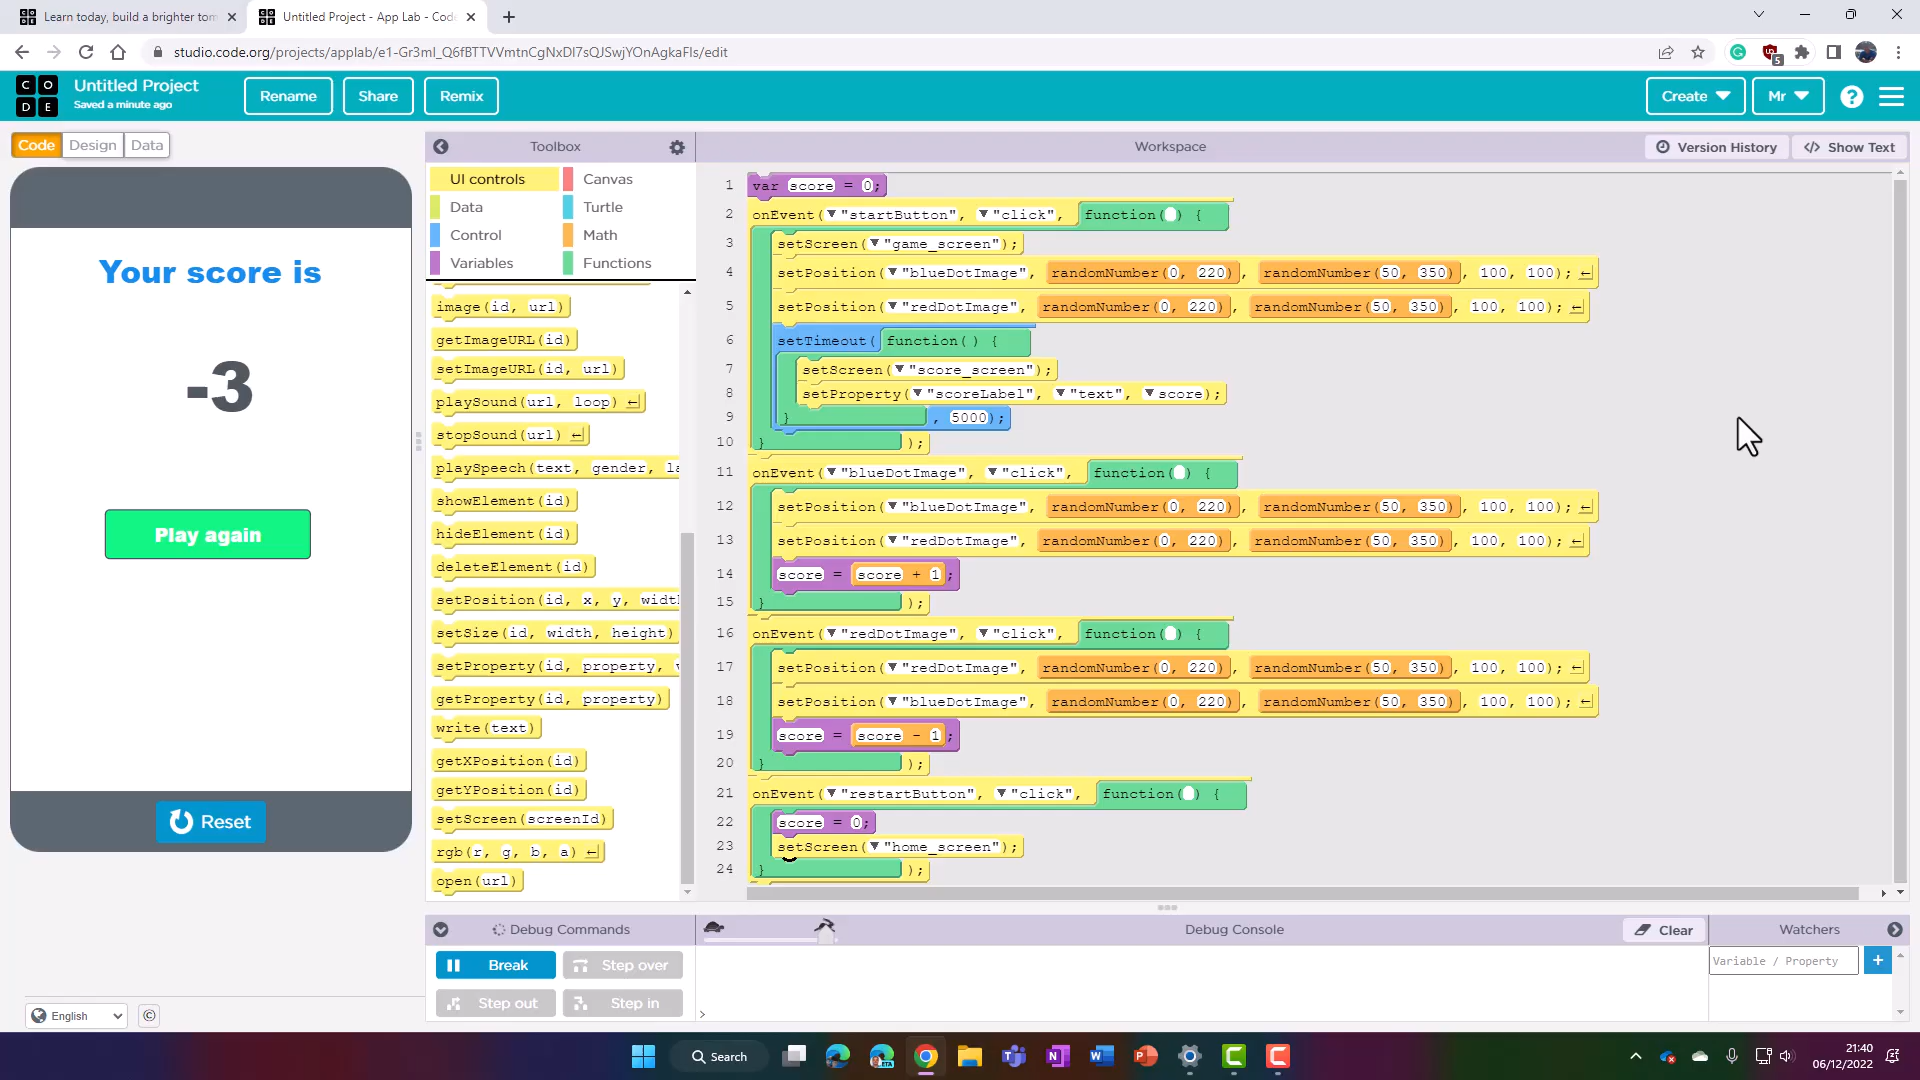 Learn today, build a brighter tom
Untitled Project - App Lab - Code
studio.code.org/projects/applab/e1-Gr3ml_Q6fBTTVVmtnCgNxDl7sQJSwjYOnAgkaFls/edit
5
C O D E
Untitled Project
Saved a minute ago
Rename
Share
Remix
Create
Mr
?
Code
Design
Data
Toolbox
Workspace
Version History
</> Show Text
Your score is
-3
Play again
Reset
English
UI controls
Canvas
Data
Turtle
Control
Math
Variables
Functions
image(id, url)
getImageURL(id)
setImageURL(id, url)
playSound(url, loop)
stopSound(url)
playSpeech(text, gender, la
showElement(id)
hideElement(id)
deleteElement(id)
setPosition(id, x, y, widt
setSize(id, width, height)
setProperty(id, property, v
getProperty(id, property)
write(text)
getXPosition(id)
getYPosition(id)
setScreen(screenId)
rgb(r, g, b, a)
open(url)
1 var score = 0;
2 onEvent("startButton", "click", function() {
3 setScreen("game_screen");
4 setPosition("blueDotImage", randomNumber(0, 220), randomNumber(50, 350), 100, 100);
5 setPosition("redDotImage", randomNumber(0, 220), randomNumber(50, 350), 100, 100);
6 setTimeout(function() {
7 setScreen("score_screen");
8 setProperty("scoreLabel", "text", score);
9 }, 5000);
10 });
11 onEvent("blueDotImage", "click", function() {
12 setPosition("blueDotImage", randomNumber(0, 220), randomNumber(50, 350), 100, 100);
13 setPosition("redDotImage", randomNumber(0, 220), randomNumber(50, 350), 100, 100);
14 score = score + 1;
15 });
16 onEvent("redDotImage", "click", function() {
17 setPosition("redDotImage", randomNumber(0, 220), randomNumber(50, 350), 100, 100);
18 setPosition("blueDotImage", randomNumber(0, 220), randomNumber(50, 350), 100, 100);
19 score = score - 1;
20 });
21 onEvent("restartButton", "click", function() {
22 score = 0;
23 setScreen("home_screen");
24 });
Debug Commands
Debug Console
Clear
Watchers
Break
Step over
Step out
Step in
Variable / Property
+
>
Search
21:40
06/12/2022